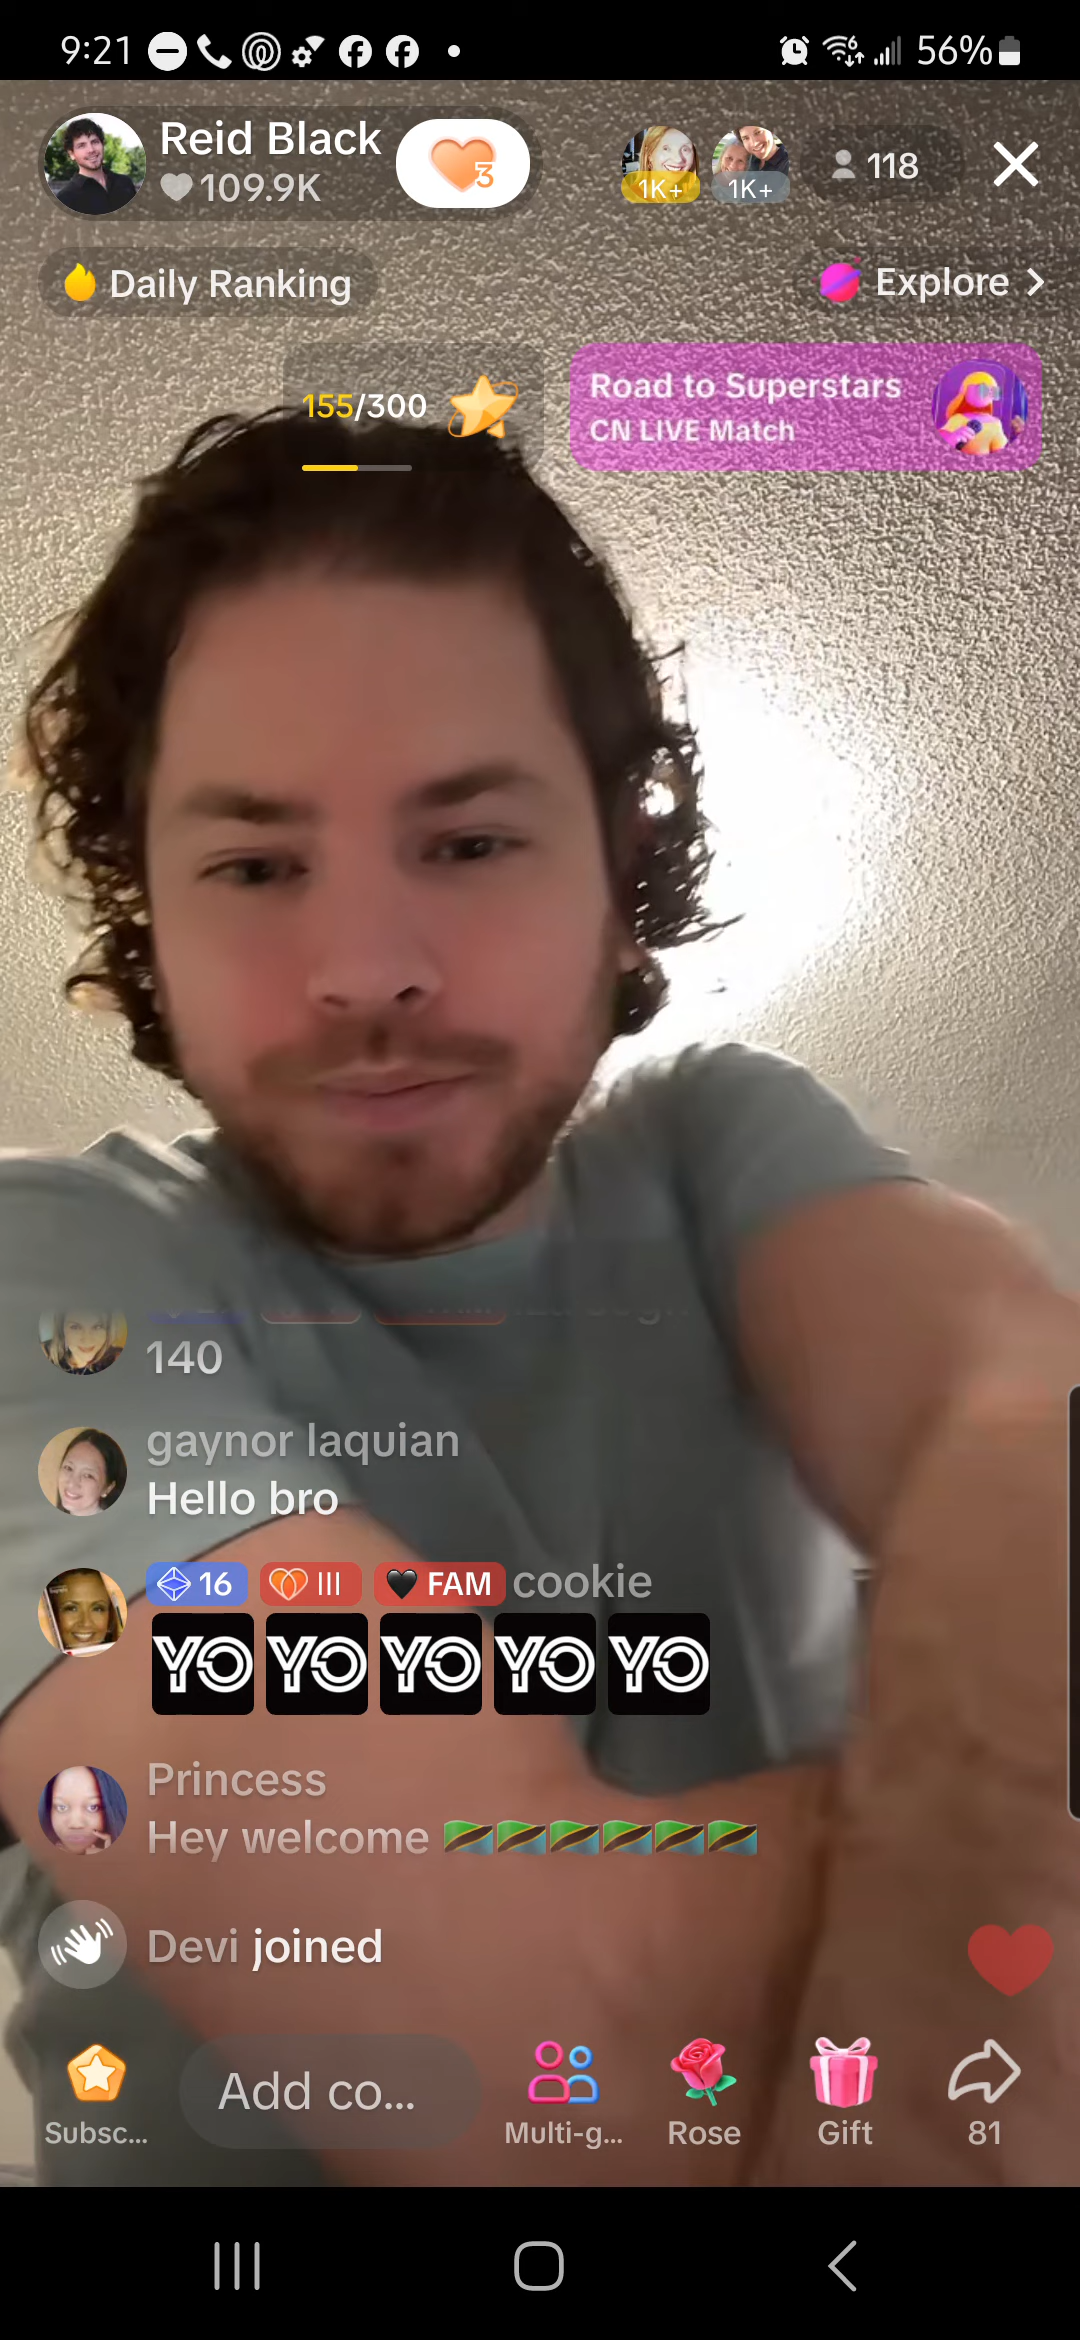 9:21
56%
Reid Black
109.9K
3
1K+
1K+
118
Daily Ranking
Explore
155/300
Road to Superstars
CN LIVE Match
140
gaynor laquian
Hello bro
16 III FAM cookie
YO YO YO YO YO
Princess
Hey welcome 🇹🇿🇹🇿🇹🇿🇹🇿🇹🇿🇹🇿
Devi joined
Subsc...
Add co...
Multi-g...
Rose
Gift
81